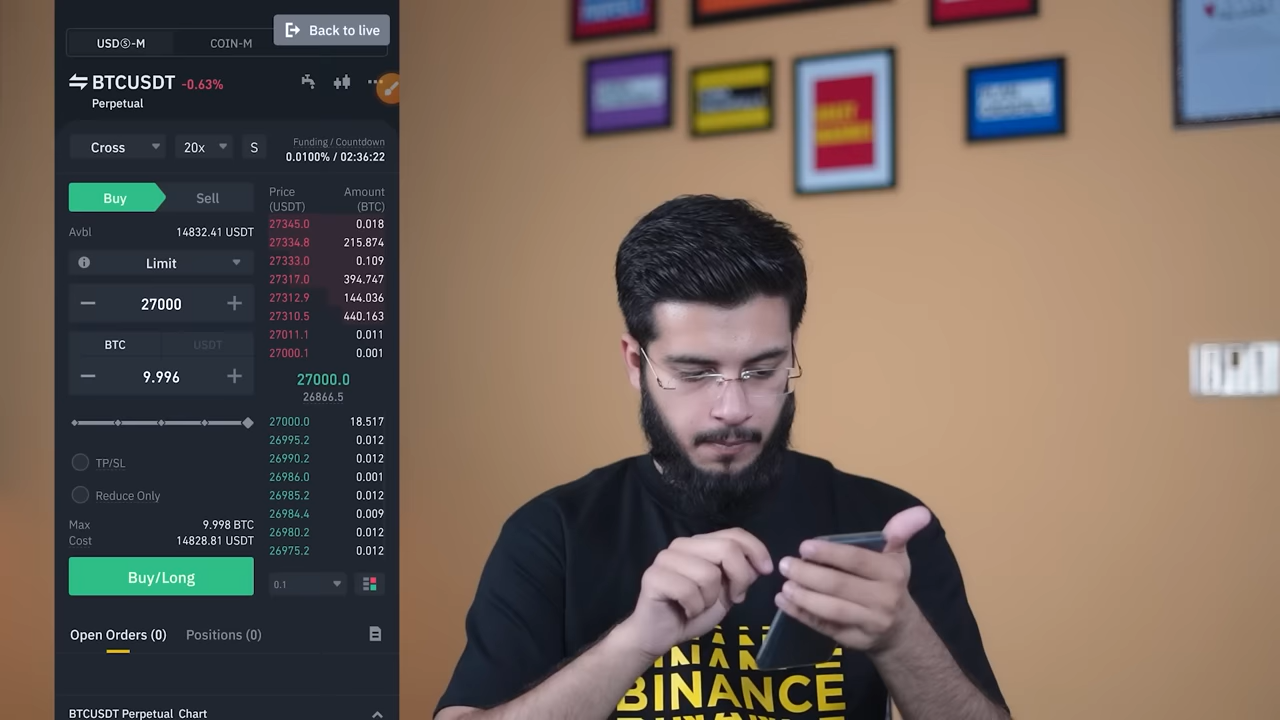 Back to live
USDⓈ-M COIN-M
BTCUSDT -0.63%
Perpetual
Cross 20x S
Funding / Countdown
0.0100% / 02:36:22
Buy Sell
Avbl 14832.41 USDT
Limit
27000
BTC USDT
9.996
TP/SL
Reduce Only
Max 9.998 BTC
Cost 14828.81 USDT
Buy/Long
Price Amount
(USDT) (BTC)
27345.0 0.018
27334.8 215.874
27333.0 0.109
27317.0 394.747
27312.9 144.036
27310.5 440.163
27011.1 0.011
27000.1 0.001
27000.0
26866.5
27000.0 18.517
26995.2 0.012
26990.2 0.012
26986.0 0.001
26985.2 0.012
26984.4 0.009
26980.2 0.012
26975.2 0.012
0.1
Open Orders (0) Positions (0)
BTCUSDT Perpetual Chart
BINANCE